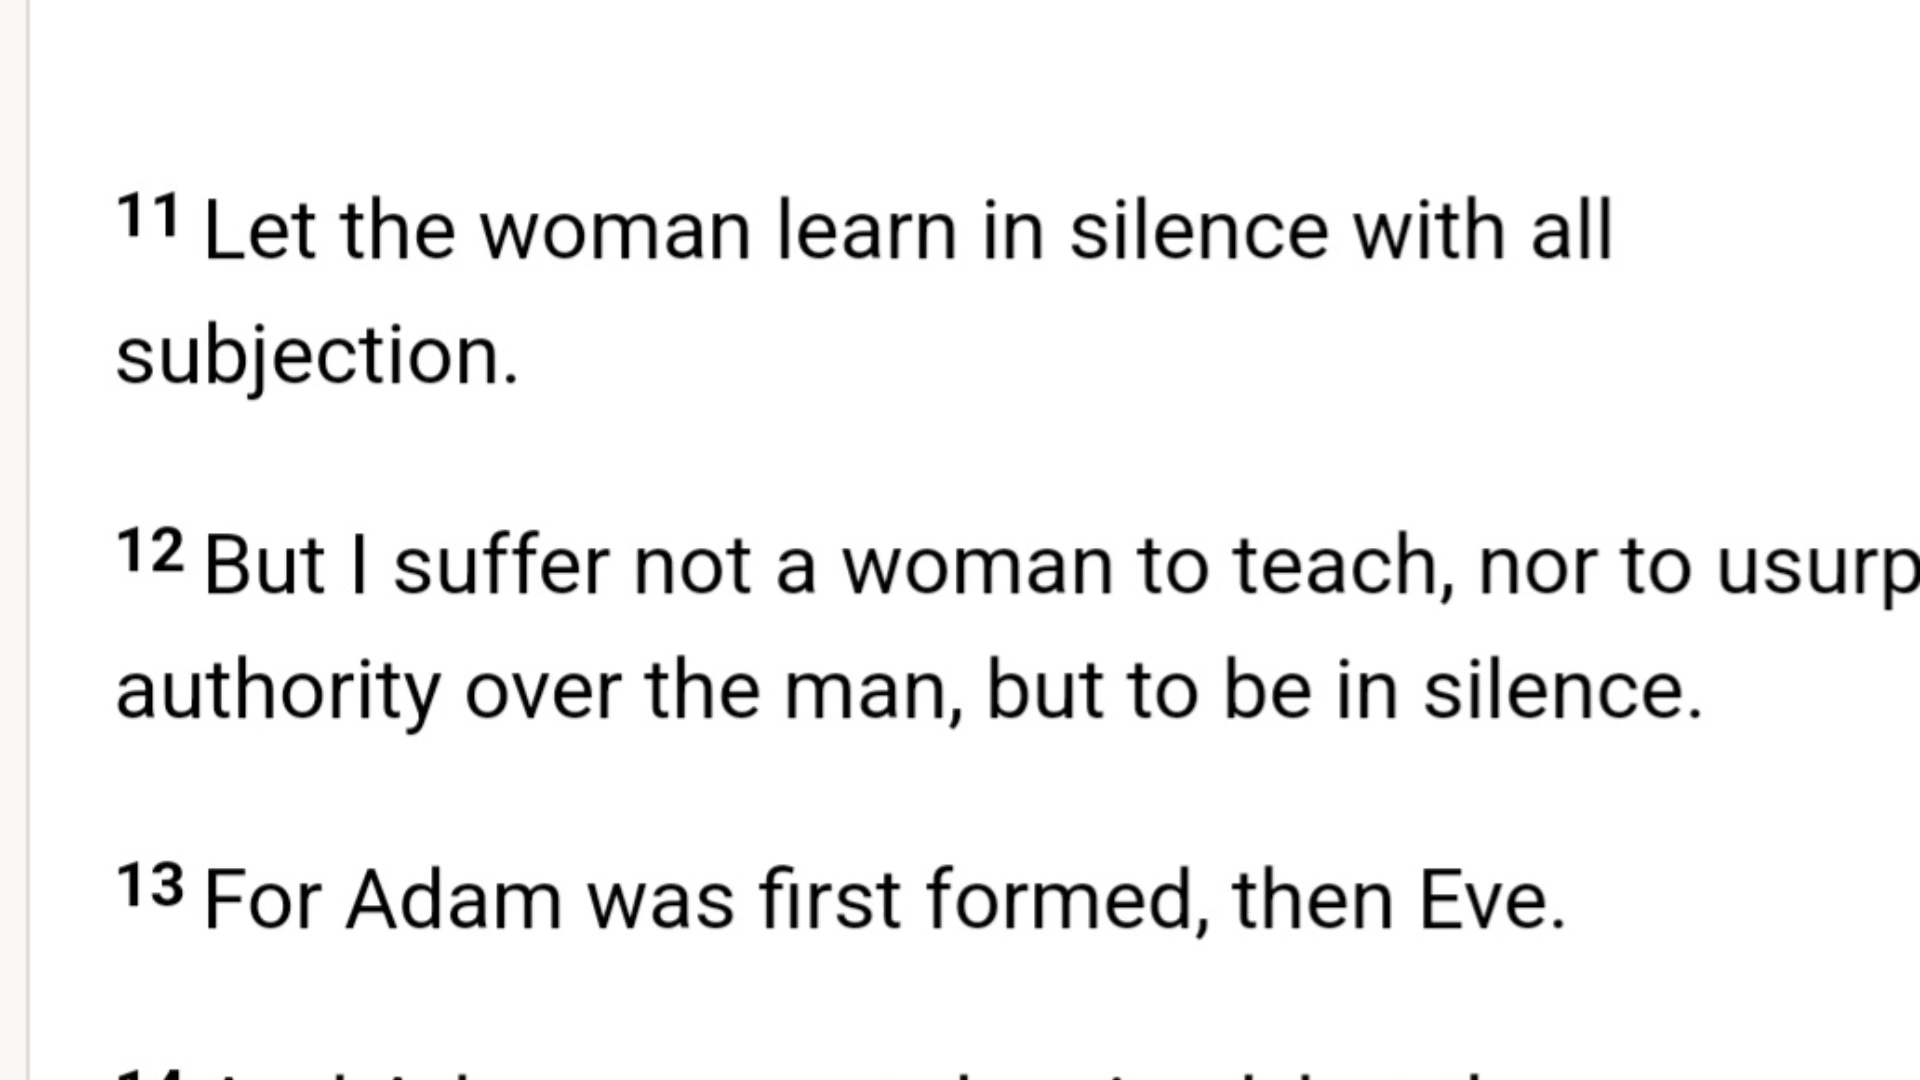 11 Let the woman learn in silence with all
subjection.
12 But I suffer not a woman to teach, nor to usurp
authority over the man, but to be in silence.
13 For Adam was first formed, then Eve.